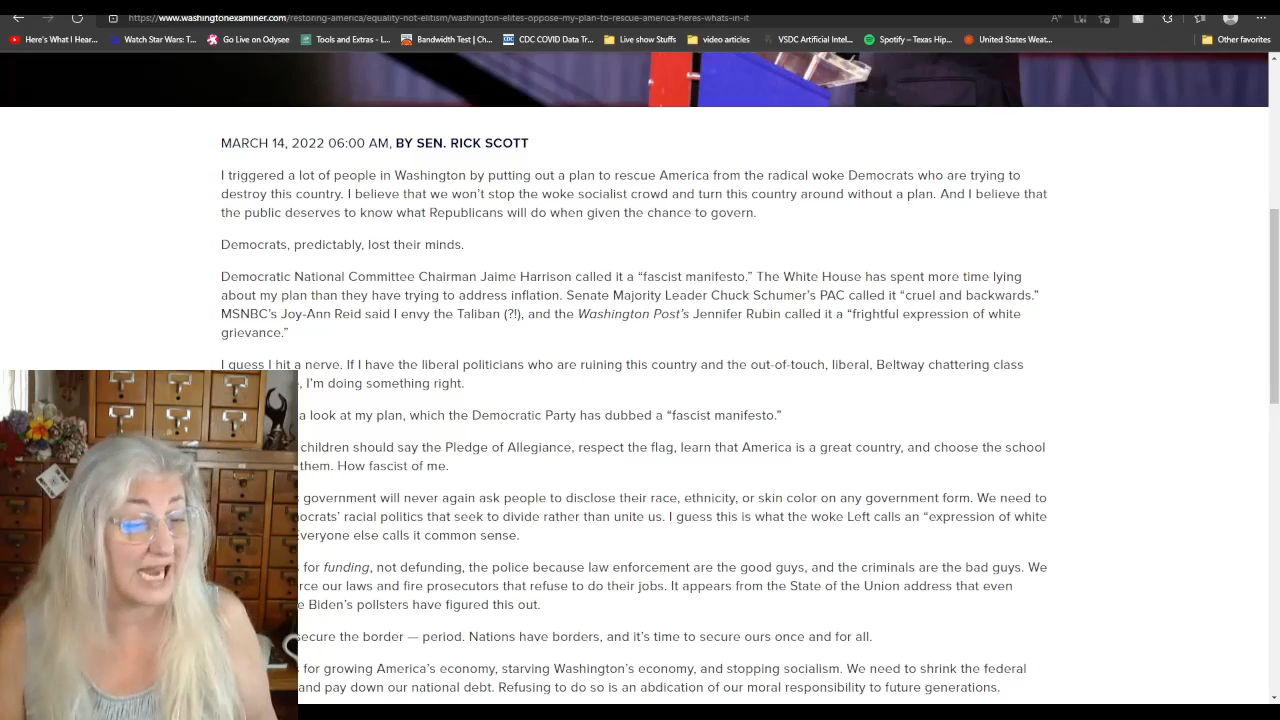 https://www.washingtonexaminer.com/restoring-america/equality-not-elitism/washington-elites-oppose-my-plan-to-rescue-america-heres-whats-in-it
Here's What I Hear... Watch Star Wars: T... Go Live on Odysee Tools and Extras - L... Bandwidth Test | Ch... CDC COVID Data Tr... Live show Stuffs video articles VSDC Artificial Intel... Spotify – Texas Hip... United States Weat... Other favorites
MARCH 14, 2022 06:00 AM, BY SEN. RICK SCOTT
I triggered a lot of people in Washington by putting out a plan to rescue America from the radical woke Democrats who are trying to
destroy this country. I believe that we won't stop the woke socialist crowd and turn this country around without a plan. And I believe that
the public deserves to know what Republicans will do when given the chance to govern.
Democrats, predictably, lost their minds.
Democratic National Committee Chairman Jaime Harrison called it a “fascist manifesto.” The White House has spent more time lying
about my plan than they have trying to address inflation. Senate Majority Leader Chuck Schumer's PAC called it “cruel and backwards.”
MSNBC's Joy-Ann Reid said I envy the Taliban (?!), and the Washington Post's Jennifer Rubin called it a “frightful expression of white
grievance.”
I guess I hit a nerve. If I have the liberal politicians who are ruining this country and the out-of-touch, liberal, Beltway chattering class
, I'm doing something right.
a look at my plan, which the Democratic Party has dubbed a “fascist manifesto.”
children should say the Pledge of Allegiance, respect the flag, learn that America is a great country, and choose the school
them. How fascist of me.
government will never again ask people to disclose their race, ethnicity, or skin color on any government form. We need to
ocrats' racial politics that seek to divide rather than unite us. I guess this is what the woke Left calls an “expression of white
veryone else calls it common sense.
for funding, not defunding, the police because law enforcement are the good guys, and the criminals are the bad guys. We
rce our laws and fire prosecutors that refuse to do their jobs. It appears from the State of the Union address that even
e Biden's pollsters have figured this out.
secure the border — period. Nations have borders, and it's time to secure ours once and for all.
for growing America's economy, starving Washington's economy, and stopping socialism. We need to shrink the federal
and pay down our national debt. Refusing to do so is an abdication of our moral responsibility to future generations.